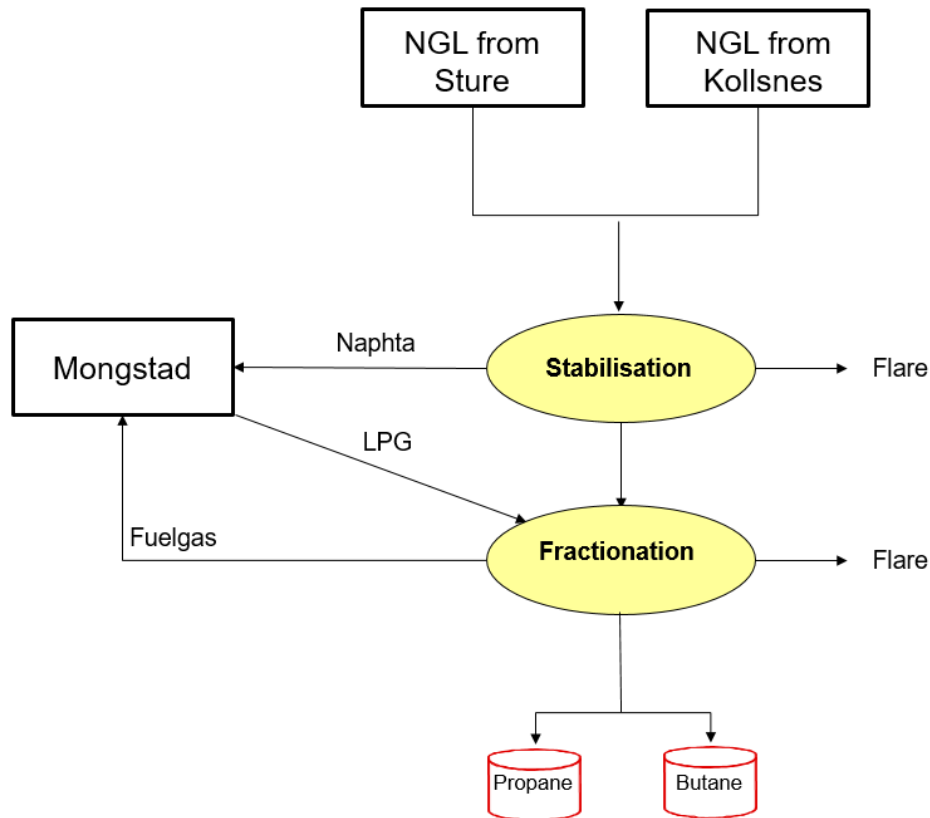 NGL from
Sture
NGL from
Kollsnes
Naphta
Stabilisation
Flare
Mongstad
LPG
Fuelgas
Fractionation
Flare
Propane
Butane